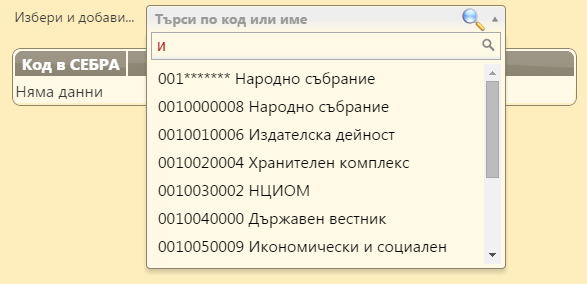 Избери и добави...
Търси по код или име
и
Код в СЕБРА
Няма данни
001******* Народно събрание
0010000008 Народно събрание
0010010006 Издателска дейност
0010020004 Хранителен комплекс
0010030002 НЦИОМ
0010040000 Държавен вестник
0010050009 Икономически и социален